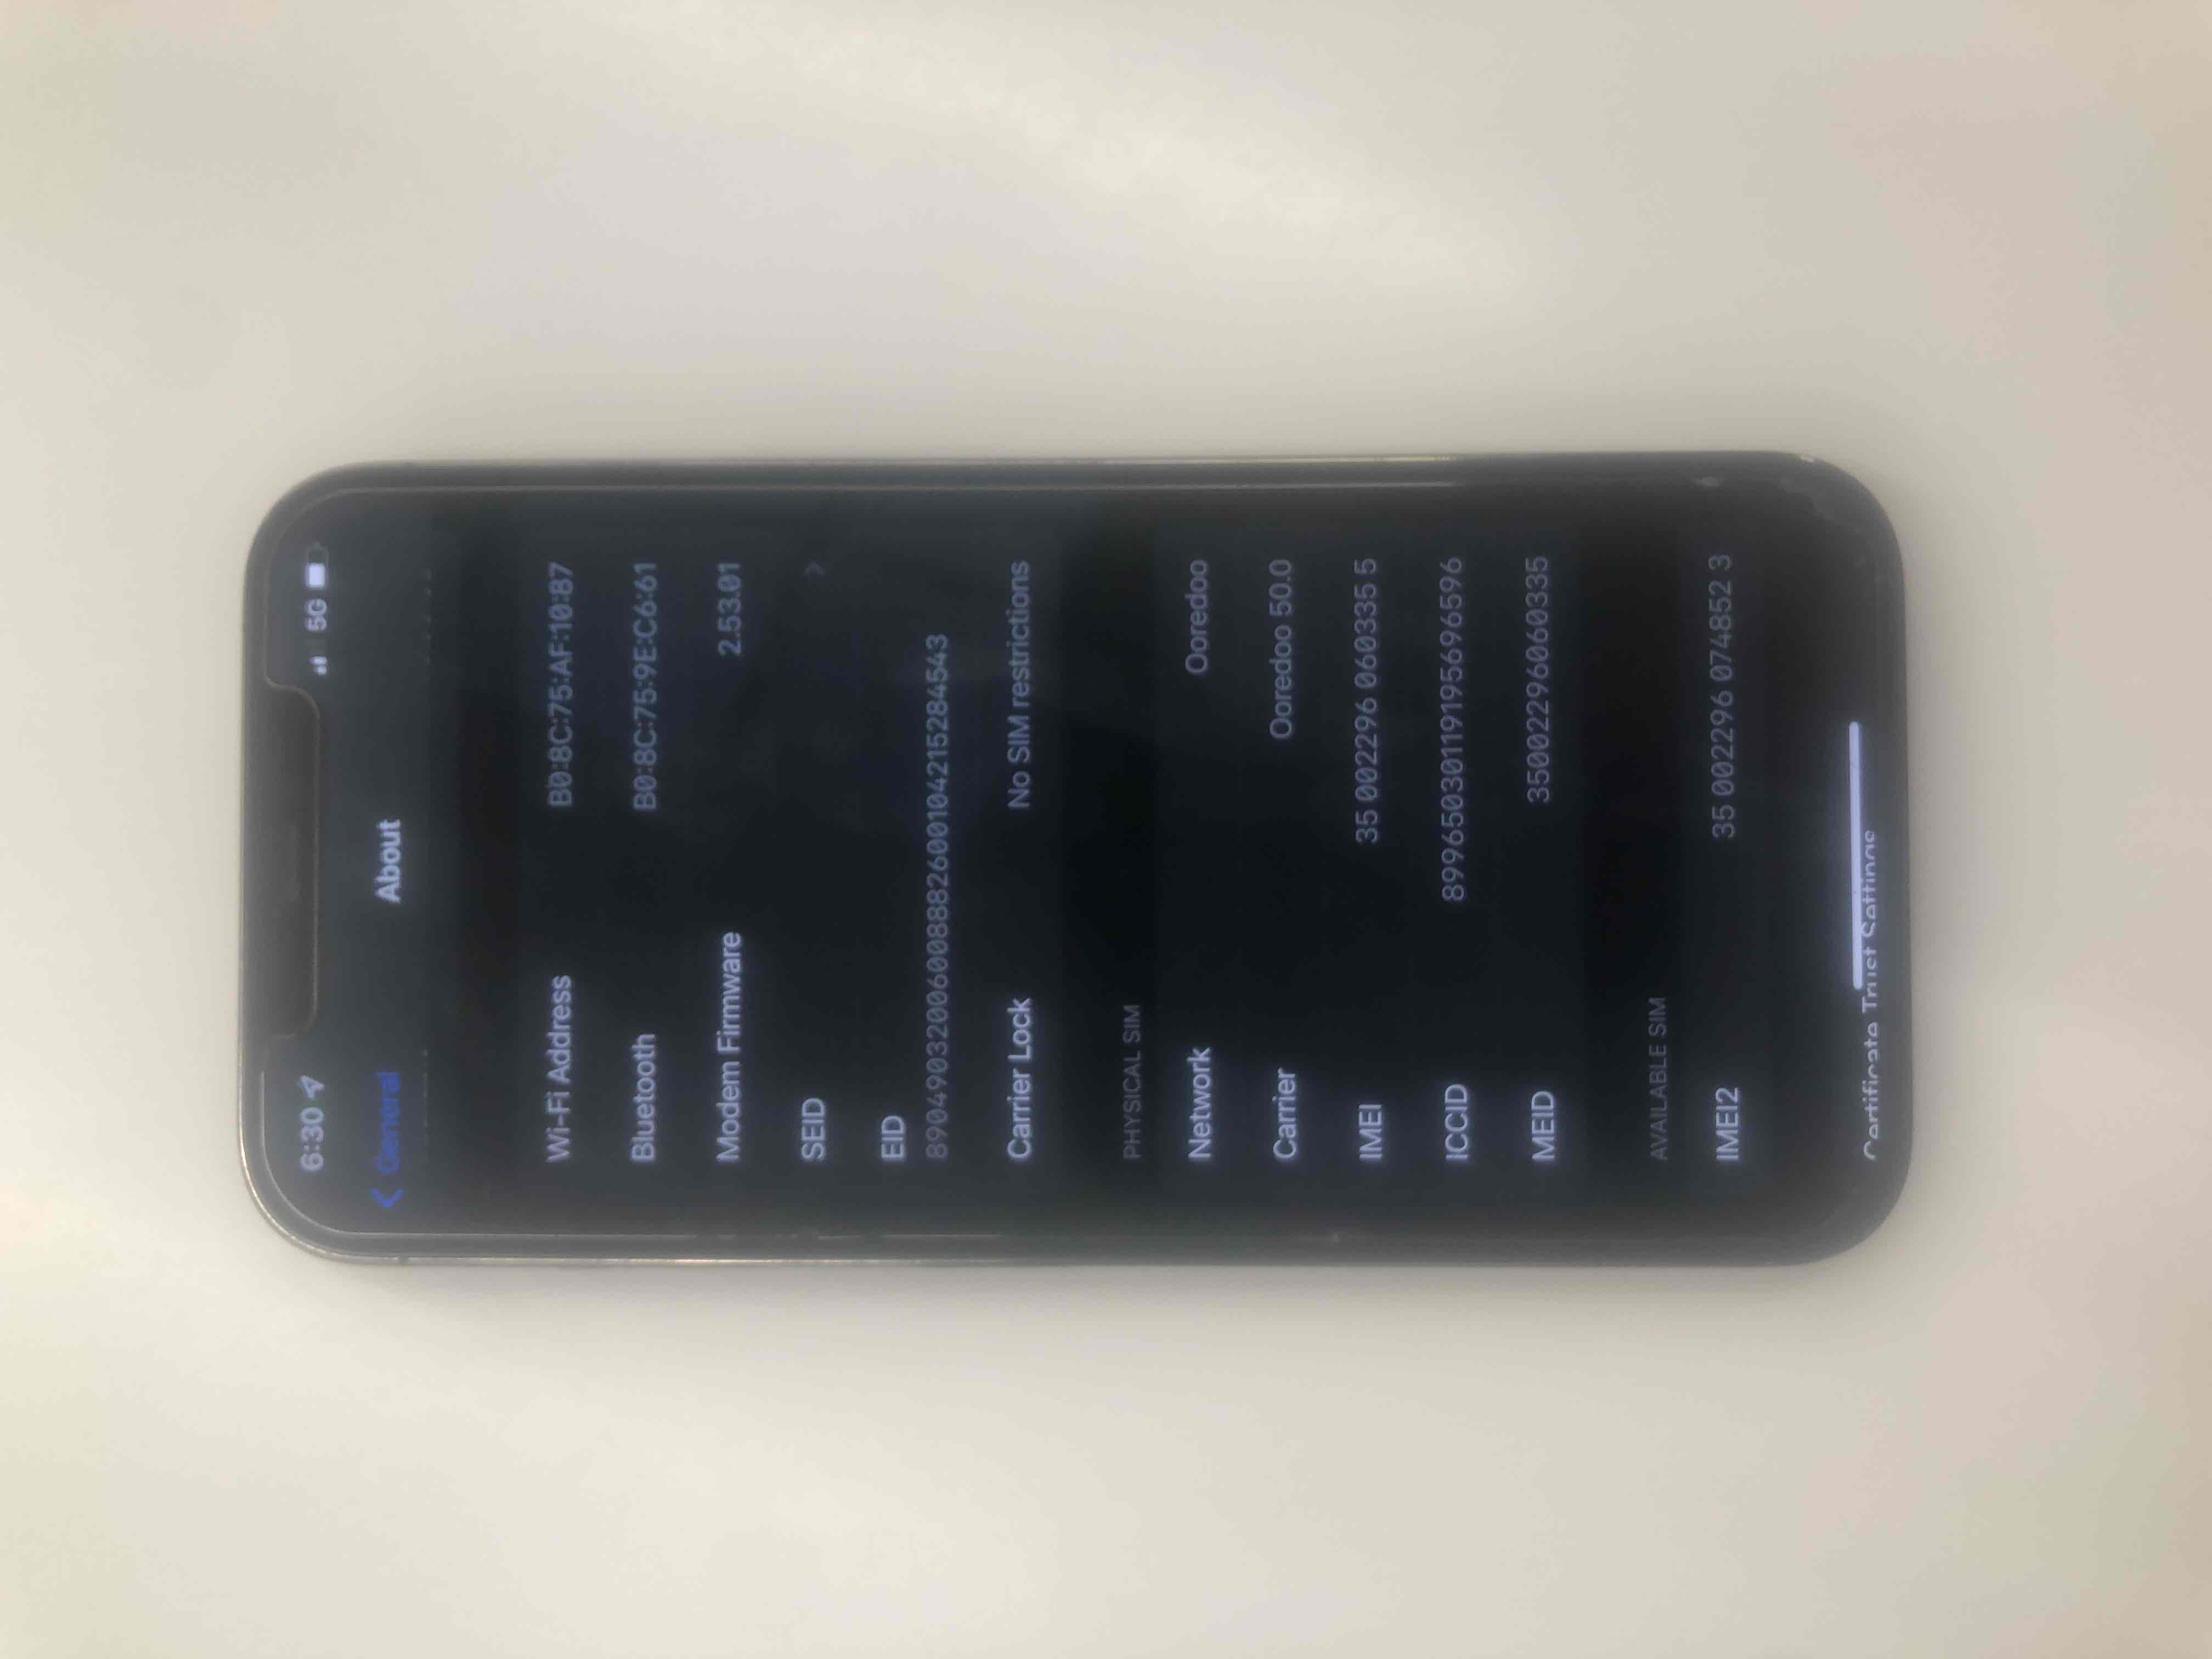 6:30
5G
General
About
Wi-Fi Address B0:8C:75:AF:10:87
Bluetooth B0:8C:75:9E:C6:61
Modem Firmware 2.53.01
SEID
EID
89049032006008882600104215284543
Carrier Lock No SIM restrictions
PHYSICAL SIM
Network Ooredoo
Carrier Ooredoo 50.0
IMEI 35 002296 060335 5
ICCID 89965030119195696596
MEID 35002296060335
AVAILABLE SIM
IMEI2 35 002296 074852 3
Certificate Trust Settings